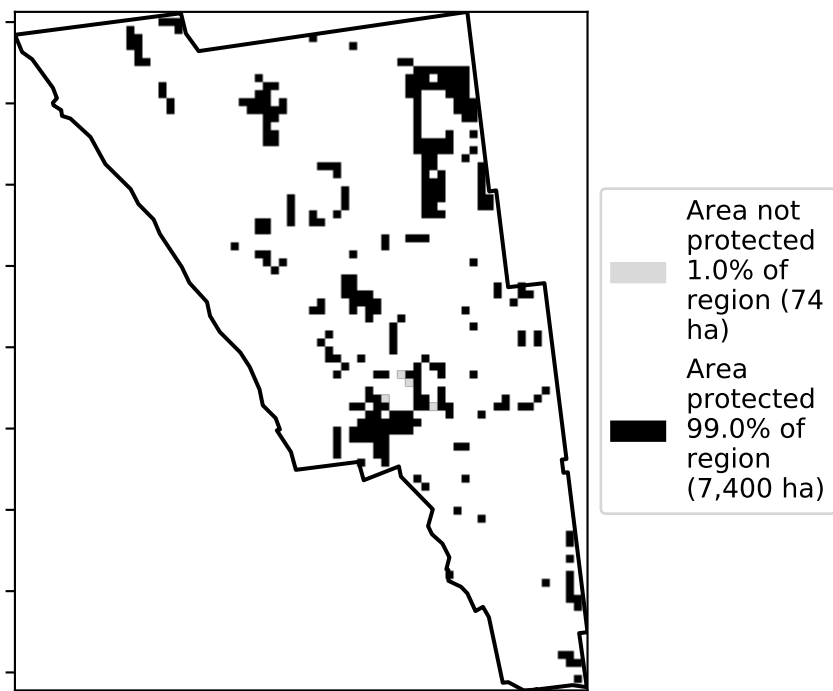 Area not
protected
1.0% of
region (74
ha)
Area
protected
99.0% of
region
(7,400 ha)